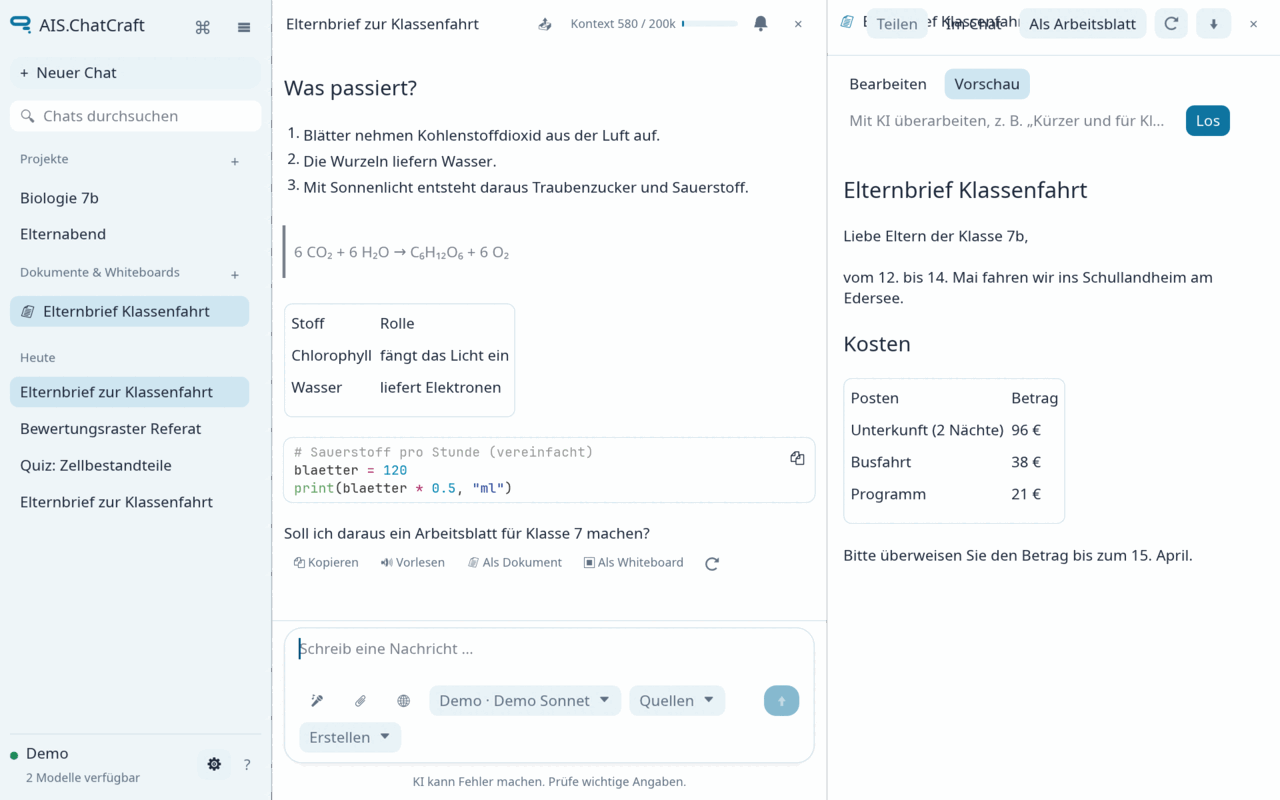 AIS.ChatCraft
+ Neuer Chat
Chats durchsuchen
Projekte +
Biologie 7b
Elternabend
Dokumente & Whiteboards +
Elternbrief Klassenfahrt
Heute
Elternbrief zur Klassenfahrt
Bewertungsraster Referat
Quiz: Zellbestandteile
Elternbrief zur Klassenfahrt
Demo
2 Modelle verfügbar
?
Elternbrief zur Klassenfahrt
Kontext 580 / 200k
×
Was passiert?
1. Blätter nehmen Kohlenstoffdioxid aus der Luft auf.
2. Die Wurzeln liefern Wasser.
3. Mit Sonnenlicht entsteht daraus Traubenzucker und Sauerstoff.
6 CO₂ + 6 H₂O → C₆H₁₂O₆ + 6 O₂
Stoff Rolle
Chlorophyll fängt das Licht ein
Wasser liefert Elektronen
# Sauerstoff pro Stunde (vereinfacht)
blaetter = 120
print(blaetter * 0.5, "ml")
Soll ich daraus ein Arbeitsblatt für Klasse 7 machen?
Kopieren Vorlesen Als Dokument Als Whiteboard
Schreib eine Nachricht ...
Demo · Demo Sonnet Quellen
Erstellen
KI kann Fehler machen. Prüfe wichtige Angaben.
Teilen Im Chat Als Arbeitsblatt ×
Bearbeiten Vorschau
Mit KI überarbeiten, z. B. „Kürzer und für Kl... Los
Elternbrief Klassenfahrt
Liebe Eltern der Klasse 7b,
vom 12. bis 14. Mai fahren wir ins Schullandheim am
Edersee.
Kosten
Posten Betrag
Unterkunft (2 Nächte) 96 €
Busfahrt 38 €
Programm 21 €
Bitte überweisen Sie den Betrag bis zum 15. April.